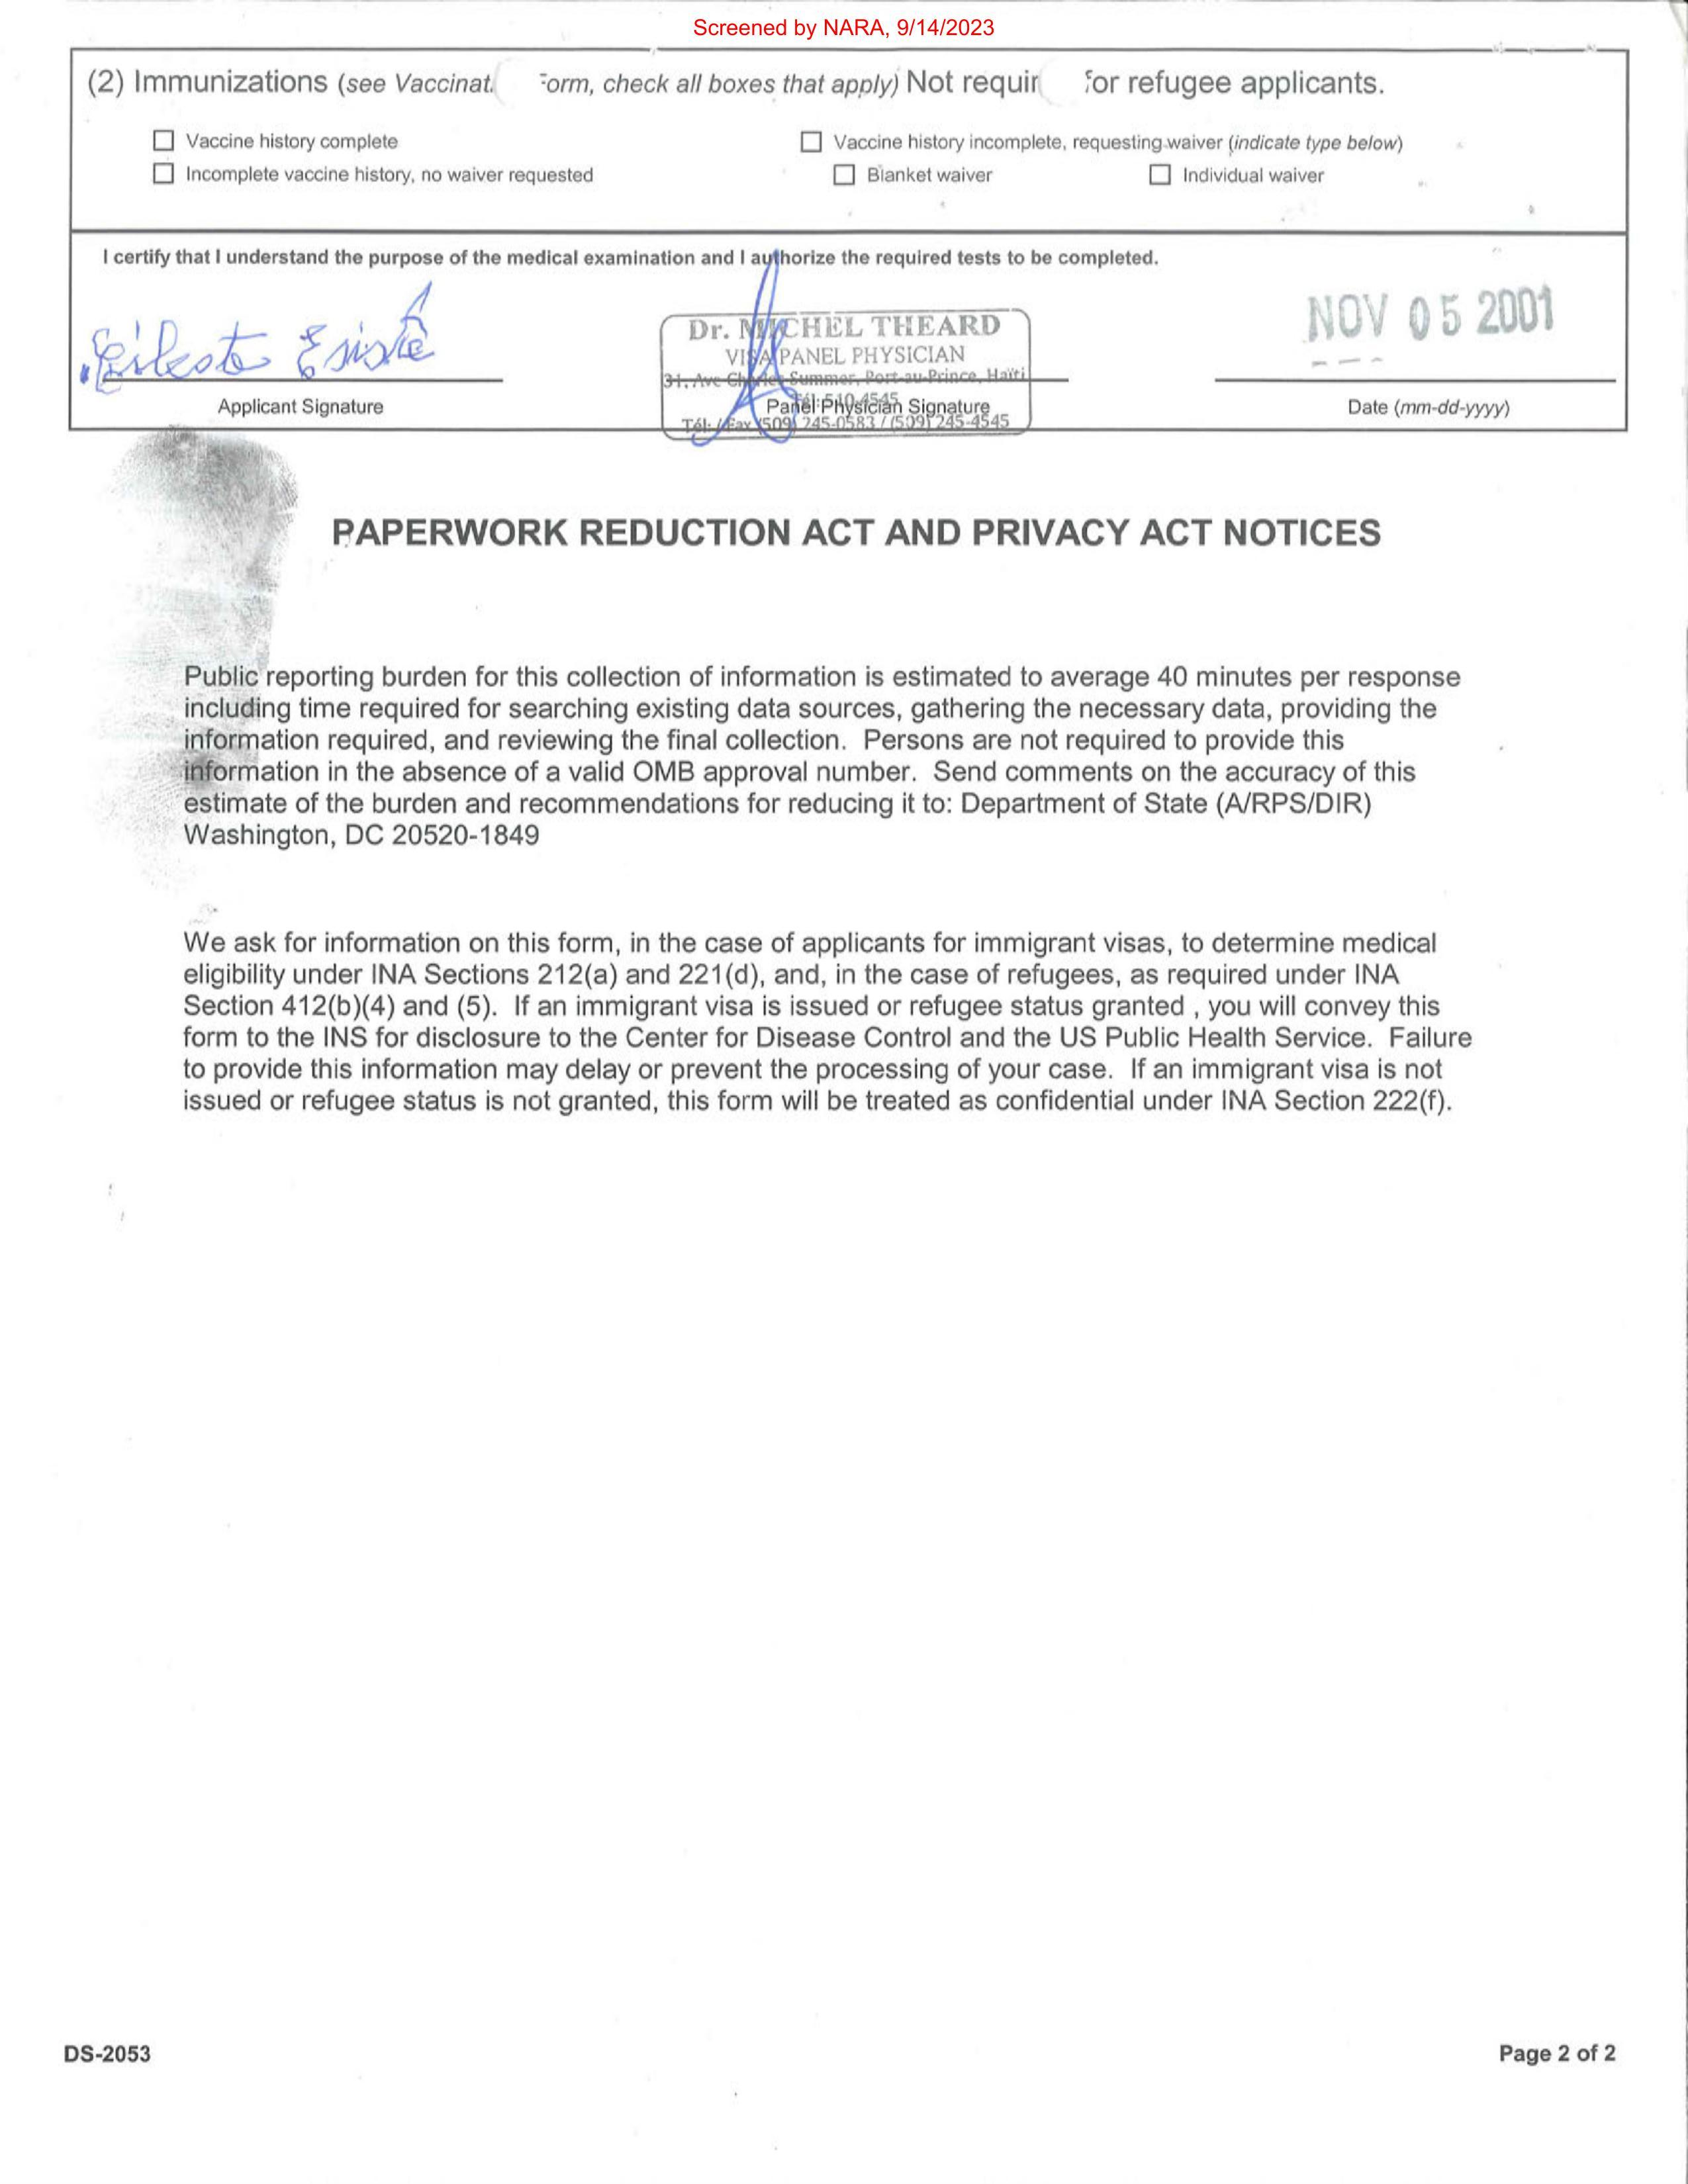 Screened by NARA, 9/14/2023
(2) Immunizations (see Vaccinat Form, check all boxes that apply) Not requir for refugee applicants.
Vaccine history complete
Vaccine history incomplete, requesting waiver (indicate type below)
Incomplete vaccine history, no waiver requested
Blanket waiver
Individual waiver
I certify that I understand the purpose of the medical examination and I authorize the required tests to be completed.
NOV 05 2001
Dr. MICHEL THEARD
VISA PANEL PHYSICIAN
31, Ave Charles Summer, Port-au-Prince, Haïti
Applicant Signature
Panel Physician Signature
Date (mm-dd-yyyy)
Tél: / Fax (509) 245-0583 / (509) 245-4545
PAPERWORK REDUCTION ACT AND PRIVACY ACT NOTICES
Public reporting burden for this collection of information is estimated to average 40 minutes per response
including time required for searching existing data sources, gathering the necessary data, providing the
information required, and reviewing the final collection. Persons are not required to provide this
information in the absence of a valid OMB approval number. Send comments on the accuracy of this
estimate of the burden and recommendations for reducing it to: Department of State (A/RPS/DIR)
Washington, DC 20520-1849
We ask for information on this form, in the case of applicants for immigrant visas, to determine medical
eligibility under INA Sections 212(a) and 221(d), and, in the case of refugees, as required under INA
Section 412(b)(4) and (5). If an immigrant visa is issued or refugee status granted , you will convey this
form to the INS for disclosure to the Center for Disease Control and the US Public Health Service. Failure
to provide this information may delay or prevent the processing of your case. If an immigrant visa is not
issued or refugee status is not granted, this form will be treated as confidential under INA Section 222(f).
DS-2053
Page 2 of 2